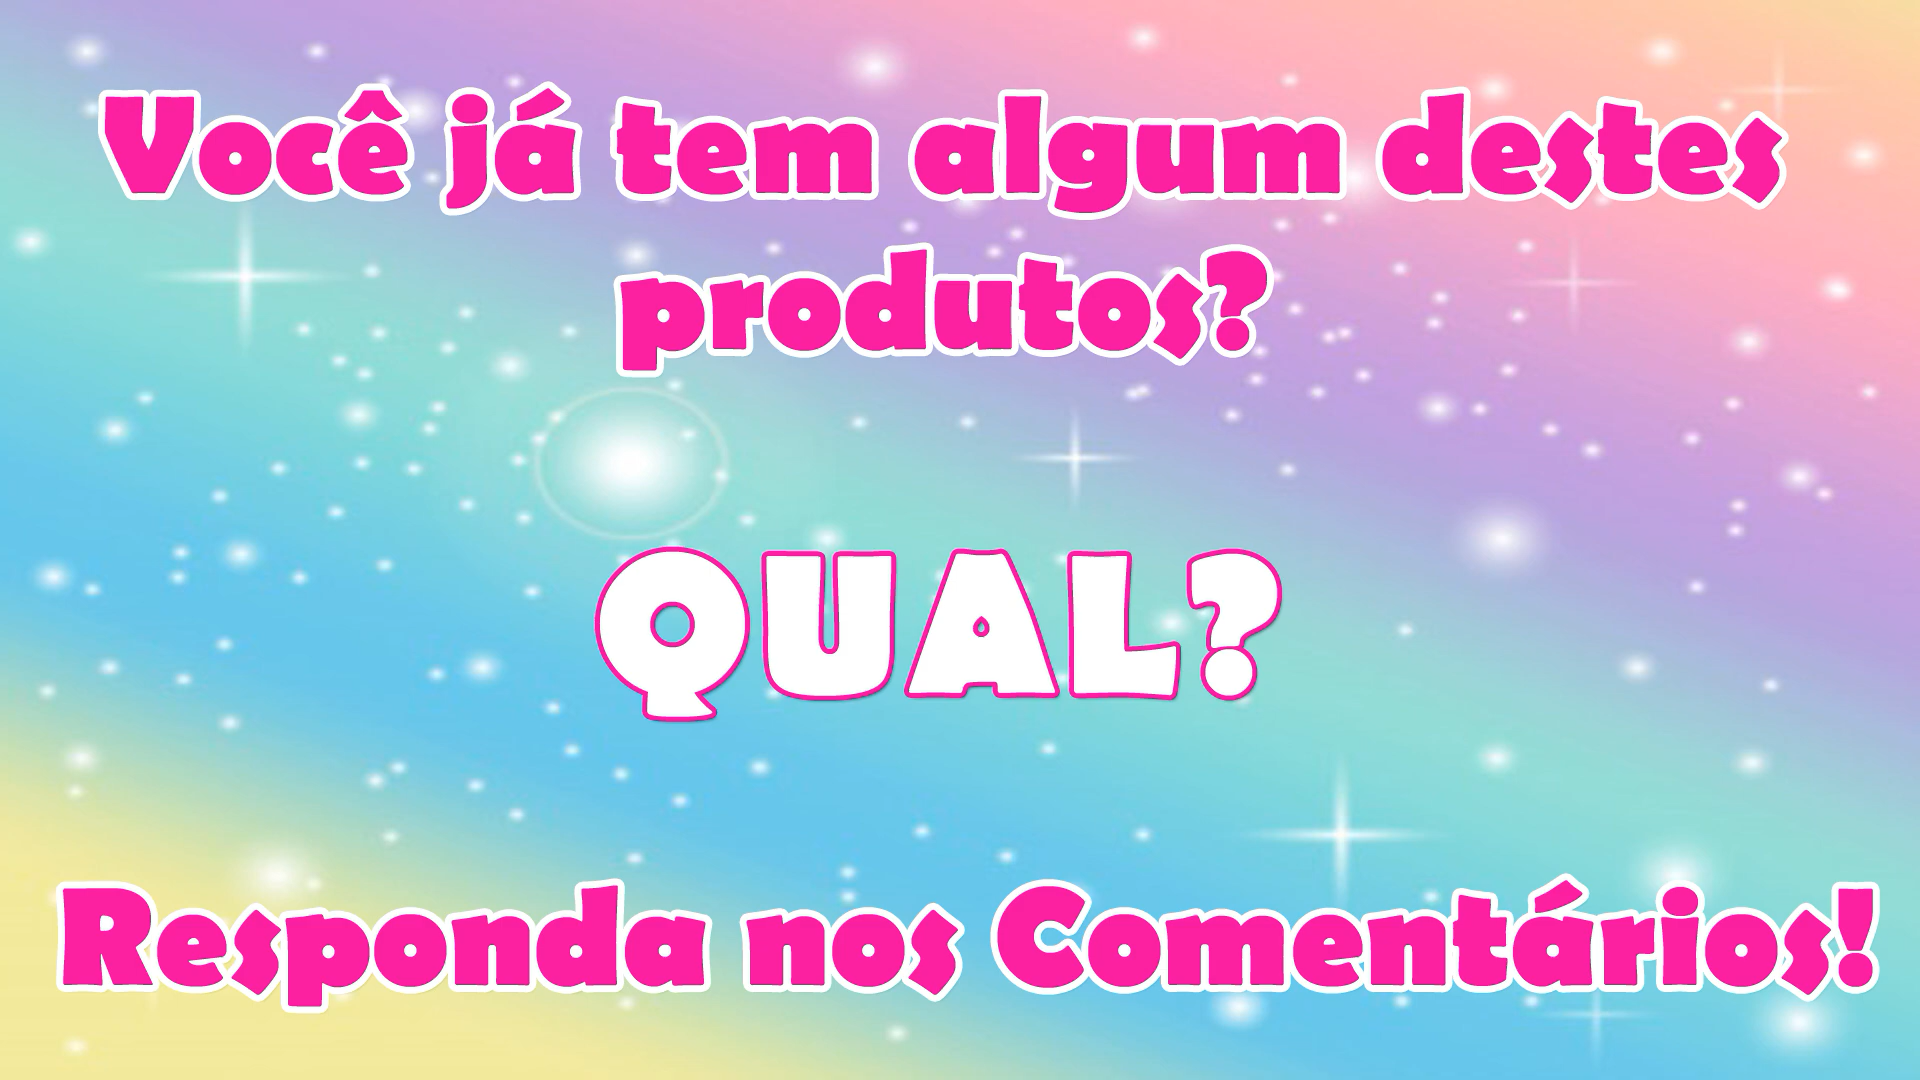 Você já tem algum destes
produtos?
QUAL?
Responda nos Comentários!